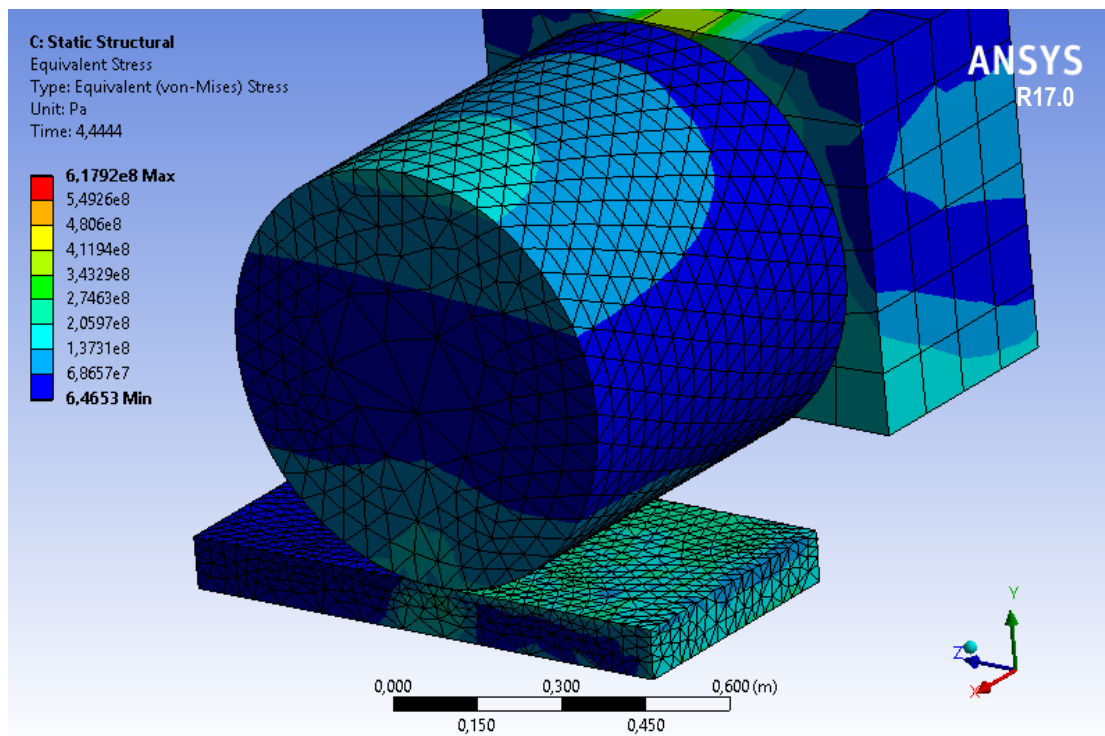 C: Static Structural
Equivalent Stress
Type: Equivalent (von-Mises) Stress
Unit: Pa
Time: 4,4444
6,1792e8 Max
5,4926e8
4,806e8
4,1194e8
3,4329e8
2,7463e8
2,0597e8
1,3731e8
6,8657e7
6,4653 Min
ANSYS
R17.0
0,000
0,300
0,600 (m)
0,150
0,450
Y
Z
X